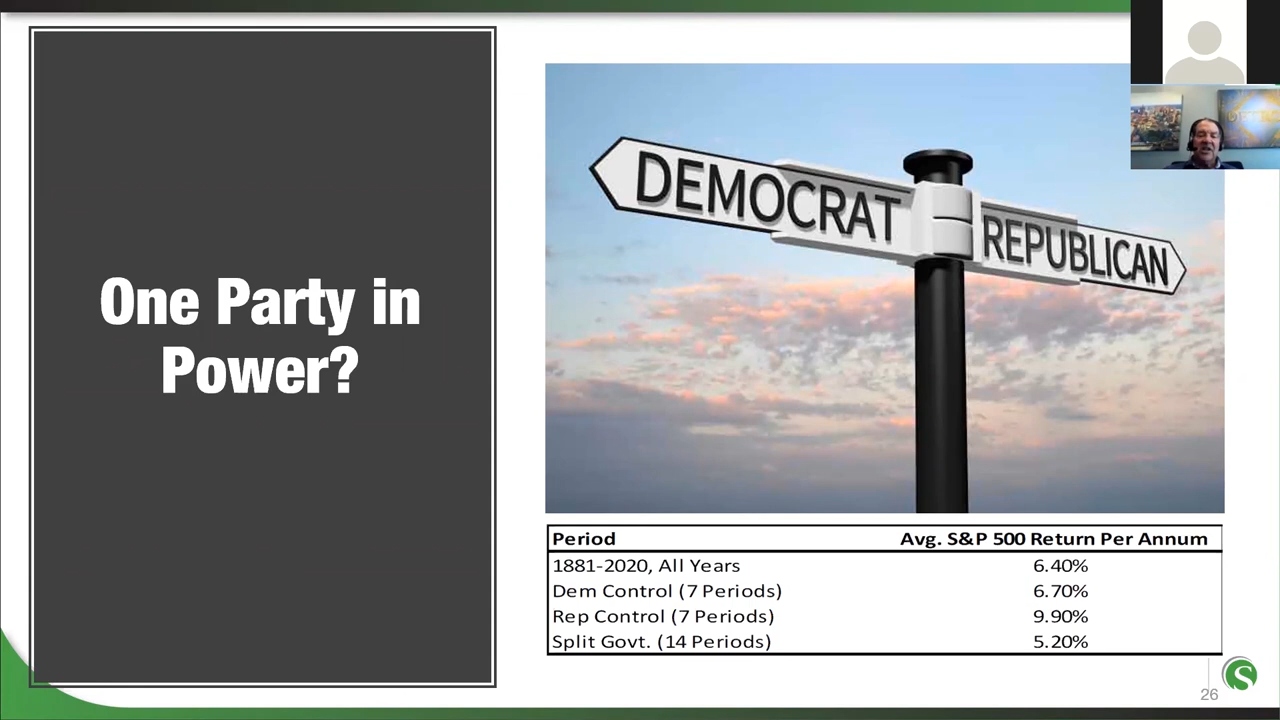 One Party in
Power?
DEMOCRAT
REPUBLICAN
Period Avg. S&P 500 Return Per Annum
1881-2020, All Years 6.40%
Dem Control (7 Periods) 6.70%
Rep Control (7 Periods) 9.90%
Split Govt. (14 Periods) 5.20%
26
S